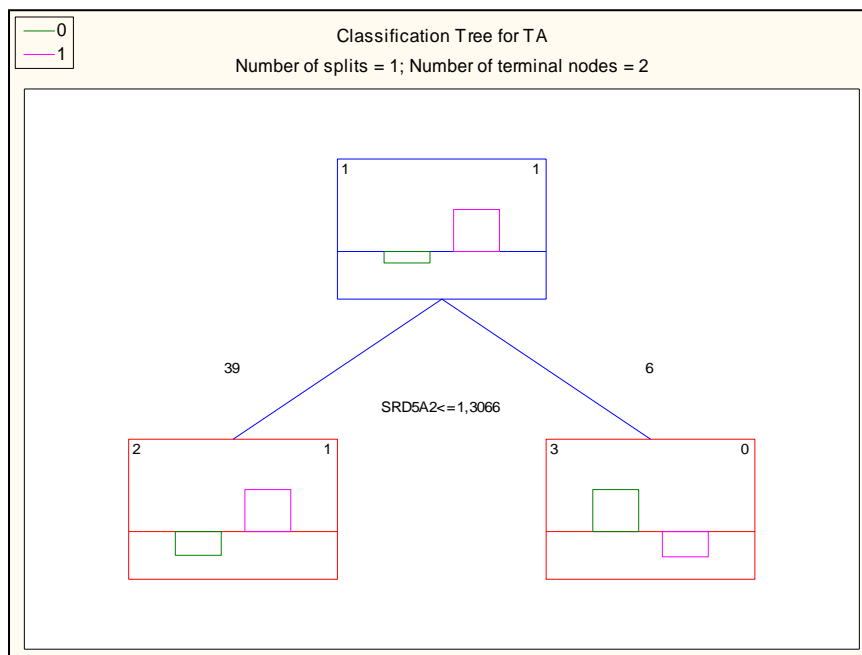 0
1
Classification Tree for TA
Number of splits = 1; Number of terminal nodes = 2
1 1
39 6
SRD5A2<=1,3066
2 1 3 0